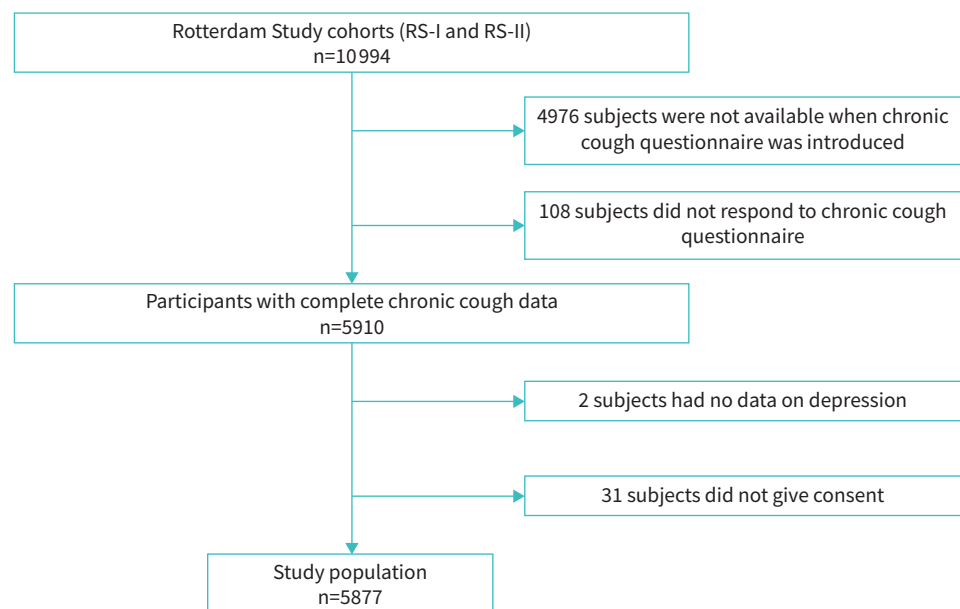 Rotterdam Study cohorts (RS-I and RS-II)
n=10994
4976 subjects were not available when chronic
cough questionnaire was introduced
108 subjects did not respond to chronic cough
questionnaire
Participants with complete chronic cough data
n=5910
2 subjects had no data on depression
31 subjects did not give consent
Study population
n=5877